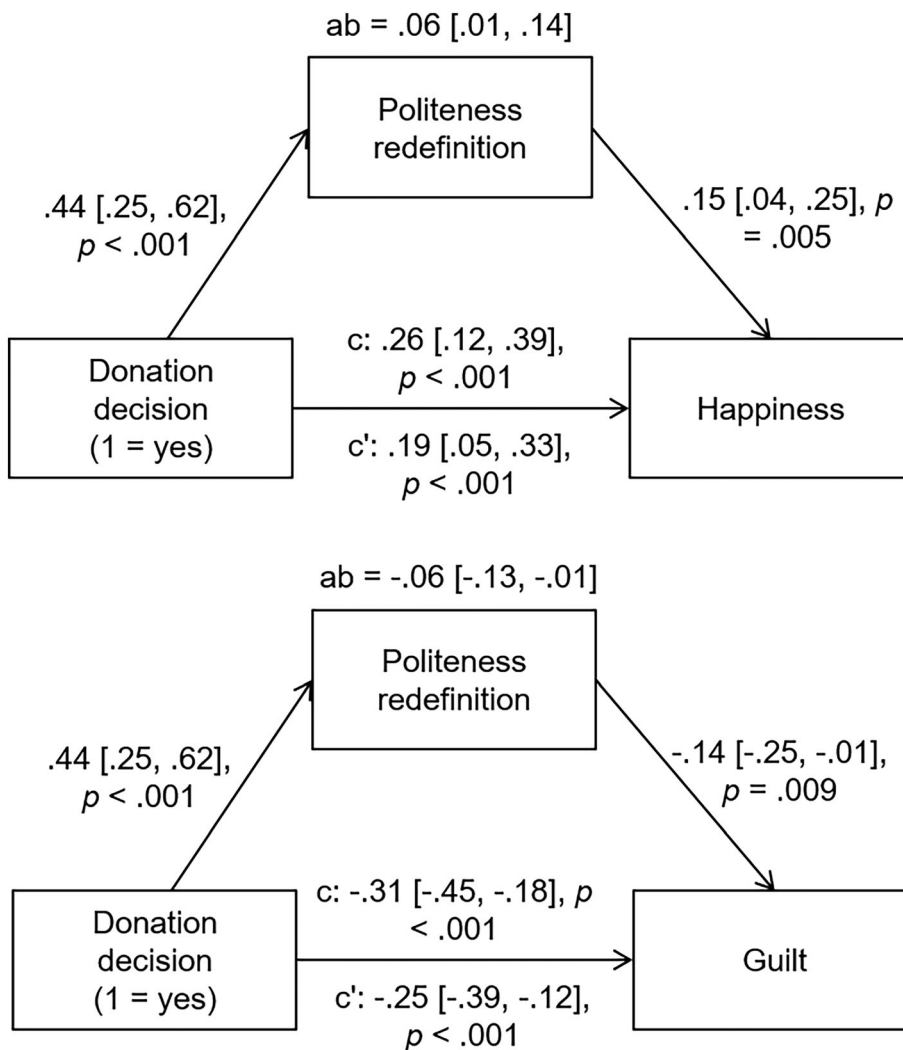 ab = .06 [.01, .14]
Politeness
redefinition
.44 [.25, .62],
p < .001
.15 [.04, .25], p
= .005
c: .26 [.12, .39],
p < .001
Donation
decision
(1 = yes)
Happiness
c': .19 [.05, .33],
p < .001
ab = -.06 [-.13, -.01]
Politeness
redefinition
.44 [.25, .62],
p < .001
-.14 [-.25, -.01],
p = .009
c: -.31 [-.45, -.18], p
< .001
Donation
decision
(1 = yes)
Guilt
c': -.25 [-.39, -.12],
p < .001